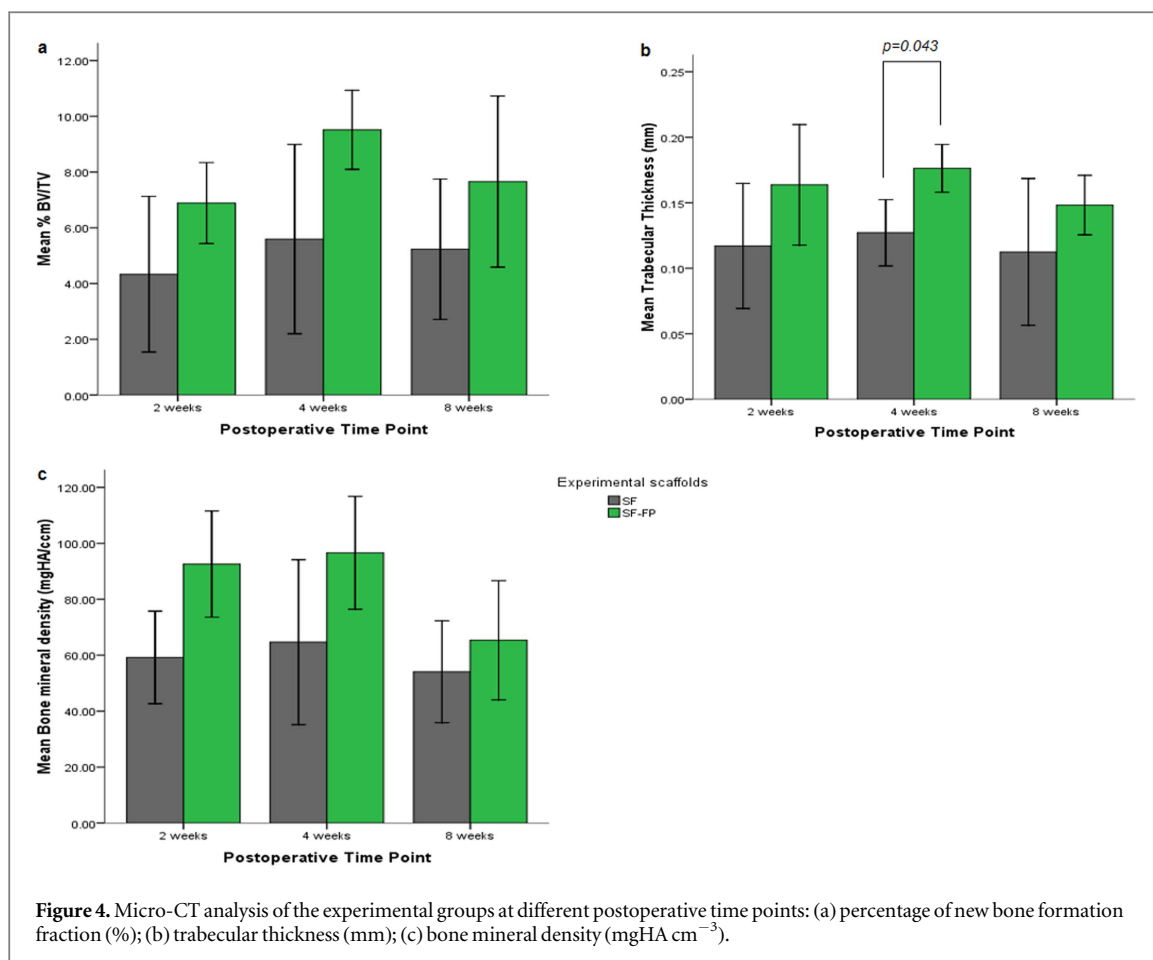 a
12.00
10.00
8.00
6.00
4.00
2.00
0.00
Mean % BV/TV
2 weeks 4 weeks 8 weeks
Postoperative Time Point
b
p=0.043
0.25
0.20
0.15
0.10
0.05
0.00
Mean Trabecular Thickness (mm)
2 weeks 4 weeks 8 weeks
Postoperative Time Point
c
120.00
100.00
80.00
60.00
40.00
20.00
0.00
Mean Bone mineral density (mgHA/ccm)
2 weeks 4 weeks 8 weeks
Postoperative Time Point
Experimental scaffolds
SF
SF-FP
Figure 4. Micro-CT analysis of the experimental groups at different postoperative time points: (a) percentage of new bone formation
fraction (%); (b) trabecular thickness (mm); (c) bone mineral density (mgHA cm⁻³).